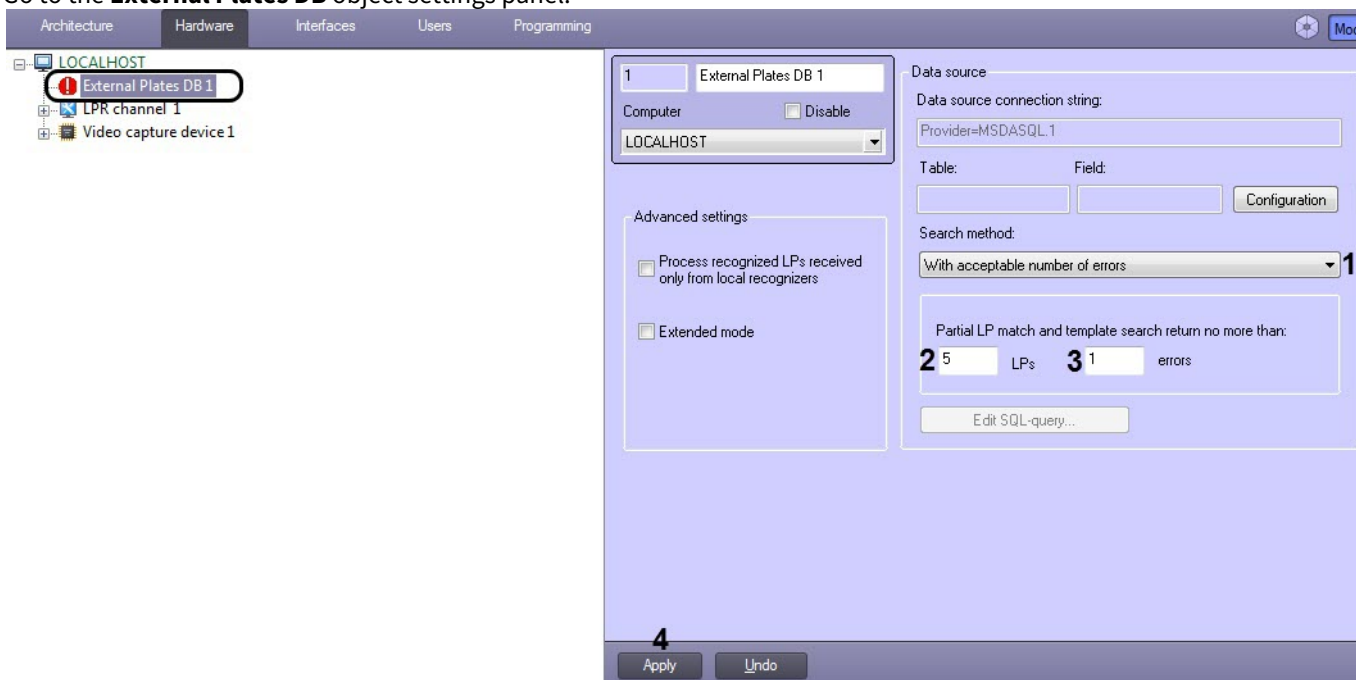 Go to the External Plates DB object settings panel.
Architecture Hardware Interfaces Users Programming
LOCALHOST
External Plates DB 1
LPR channel 1
Video capture device 1
1 External Plates DB 1
Computer Disable
LOCALHOST
Advanced settings
Process recognized LPs received
only from local recognizers
Extended mode
Data source
Data source connection string:
Provider=MSDASQL.1
Table: Field:
Configuration
Search method:
With acceptable number of errors 1
Partial LP match and template search return no more than:
2 5 LPs 3 1 errors
Edit SQL-query...
4
Apply Undo